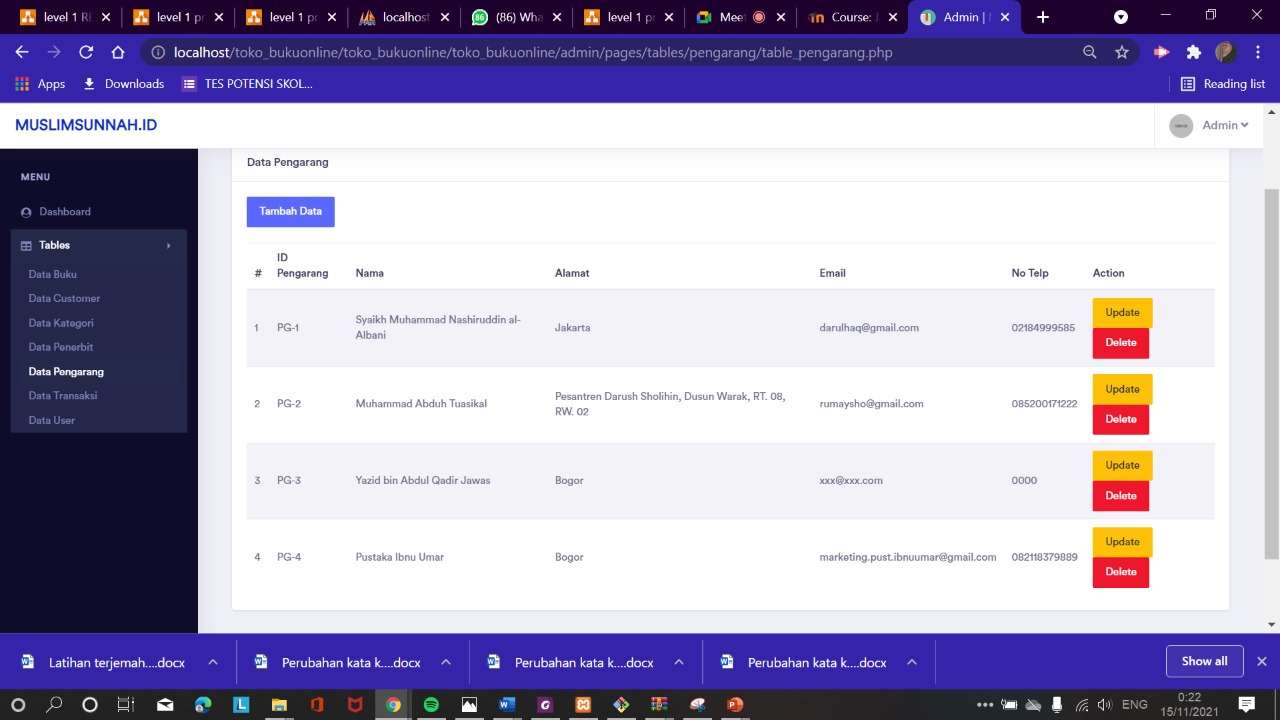 level 1 RI
level 1 pr
level 1 pr
localhost
(86) Wha
level 1 pr
Meet
Course: J
Admin |
localhost/toko_bukuonline/toko_bukuonline/toko_bukuonline/admin/pages/tables/pengarang/table_pengarang.php
Apps
Downloads
TES POTENSI SKOL...
Reading list
MUSLIMSUNNAH.ID
Admin
MENU
Dashboard
Tables
Data Buku
Data Customer
Data Kategori
Data Penerbit
Data Pengarang
Data Transaksi
Data User
Data Pengarang
Tambah Data
# ID Pengarang Nama Alamat Email No Telp Action
1 PG-1 Syaikh Muhammad Nashiruddin al-
Albani Jakarta darulhaq@gmail.com 02184999585 Update
Delete
2 PG-2 Muhammad Abduh Tuasikal Pesantren Darush Sholihin, Dusun Warak, RT. 08,
RW. 02 rumaysho@gmail.com 085200171222 Update
Delete
3 PG-3 Yazid bin Abdul Qadir Jawas Bogor xxx@xxx.com 0000 Update
Delete
4 PG-4 Pustaka Ibnu Umar Bogor marketing.pust.ibnuumar@gmail.com 082118379889 Update
Delete
Latihan terjemah....docx
Perubahan kata k....docx
Perubahan kata k....docx
Perubahan kata k....docx
Show all
ENG
0:22
15/11/2021